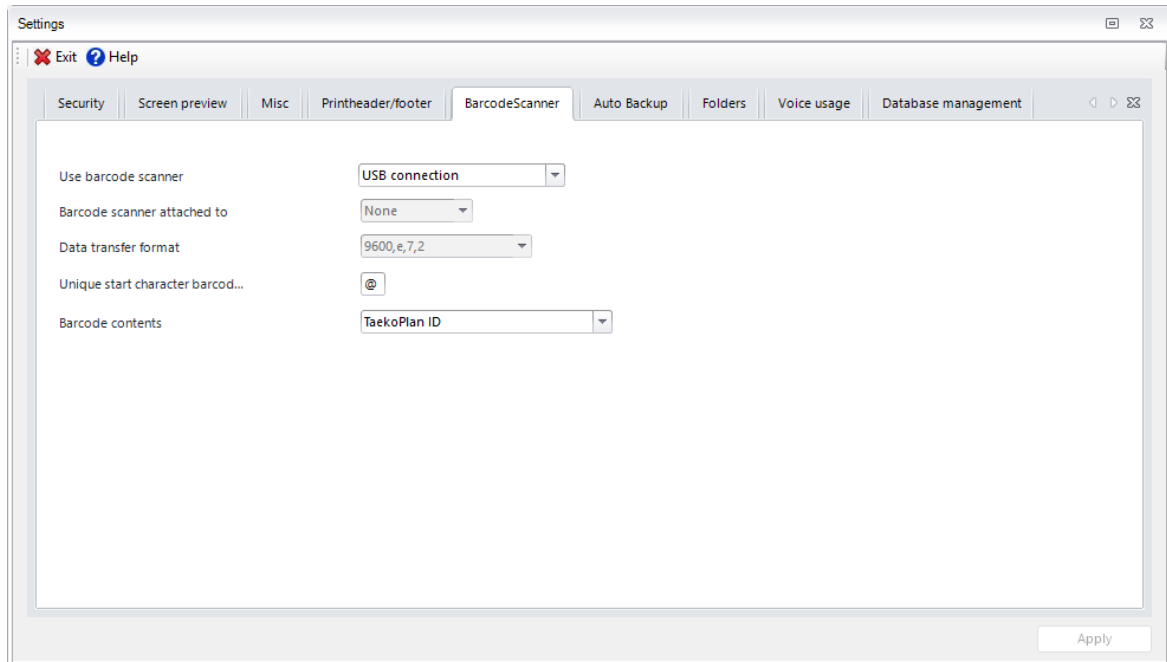 Settings
Exit Help
Security Screen preview Misc Printheader/footer BarcodeScanner Auto Backup Folders Voice usage Database management
Use barcode scanner USB connection
Barcode scanner attached to None
Data transfer format 9600,e,7,2
Unique start character barcod... @
Barcode contents TaekoPlan ID
Apply